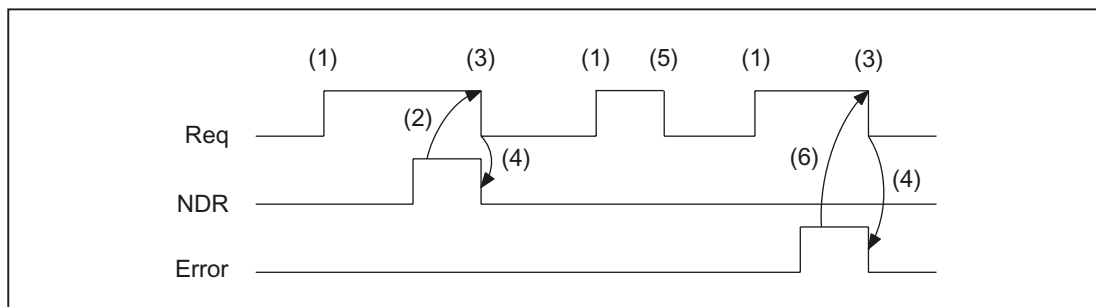 (1) (3) (1) (5) (1) (3)
Req
(2)
(4)
(6)
(4)
NDR
Error